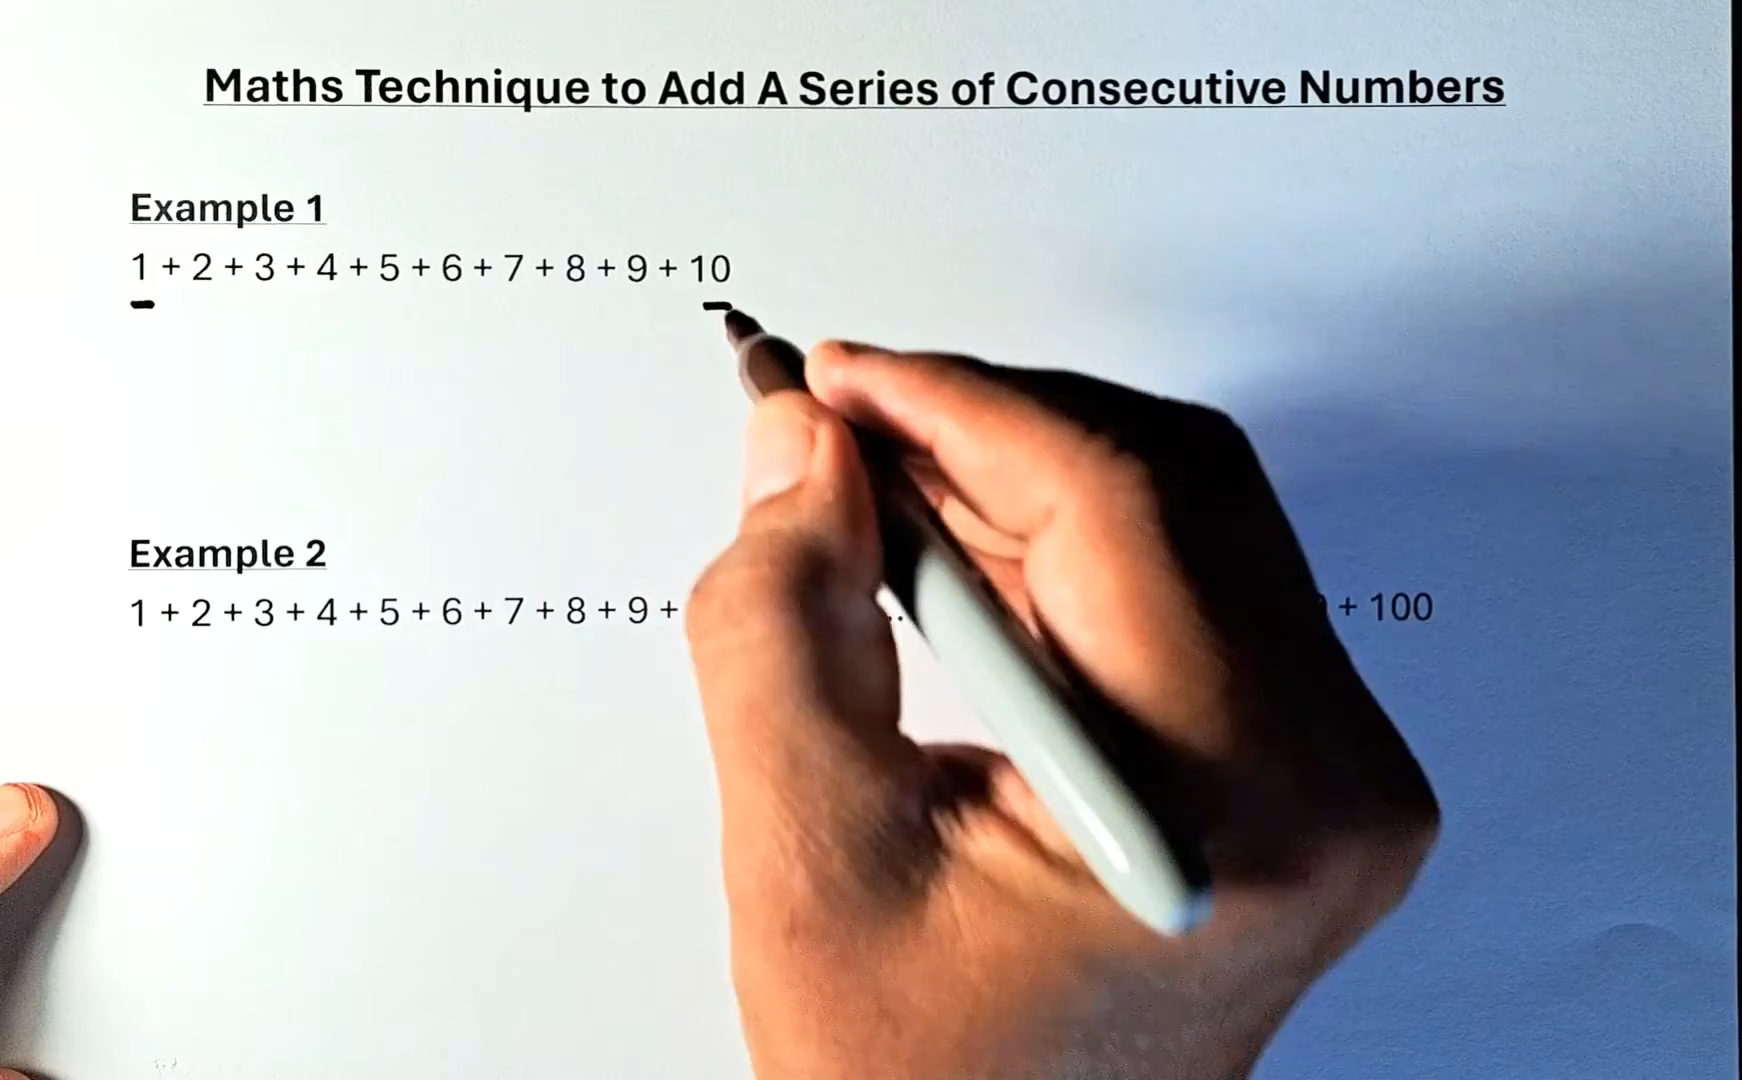 Maths Technique to Add A Series of Consecutive Numbers
Example 1
1 + 2 + 3 + 4 + 5 + 6 + 7 + 8 + 9 + 10
Example 2
1 + 2 + 3 + 4 + 5 + 6 + 7 + 8 + 9 + .. + 100